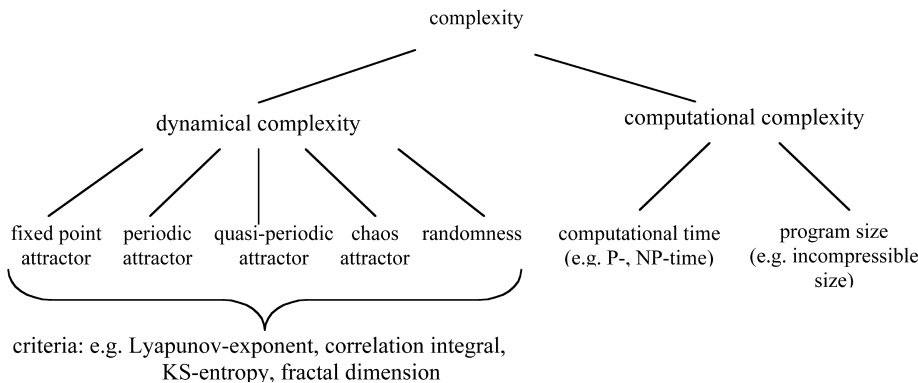 complexity
dynamical complexity
computational complexity
fixed point
attractor
periodic
attractor
quasi-periodic
attractor
chaos
attractor
randomness
computational time
(e.g. P-, NP-time)
program size
(e.g. incompressible
size)
criteria: e.g. Lyapunov-exponent, correlation integral,
KS-entropy, fractal dimension